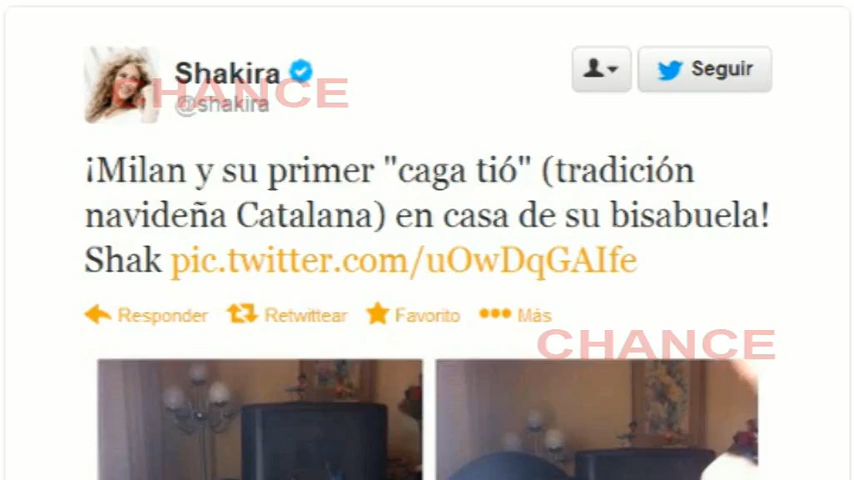 Shakira
@shakira
Seguir
CHANCE
¡Milan y su primer "caga tió" (tradición
navideña Catalana) en casa de su bisabuela!
Shak pic.twitter.com/uOwDqGAIfe
Responder Retwittear Favorito Más
CHANCE